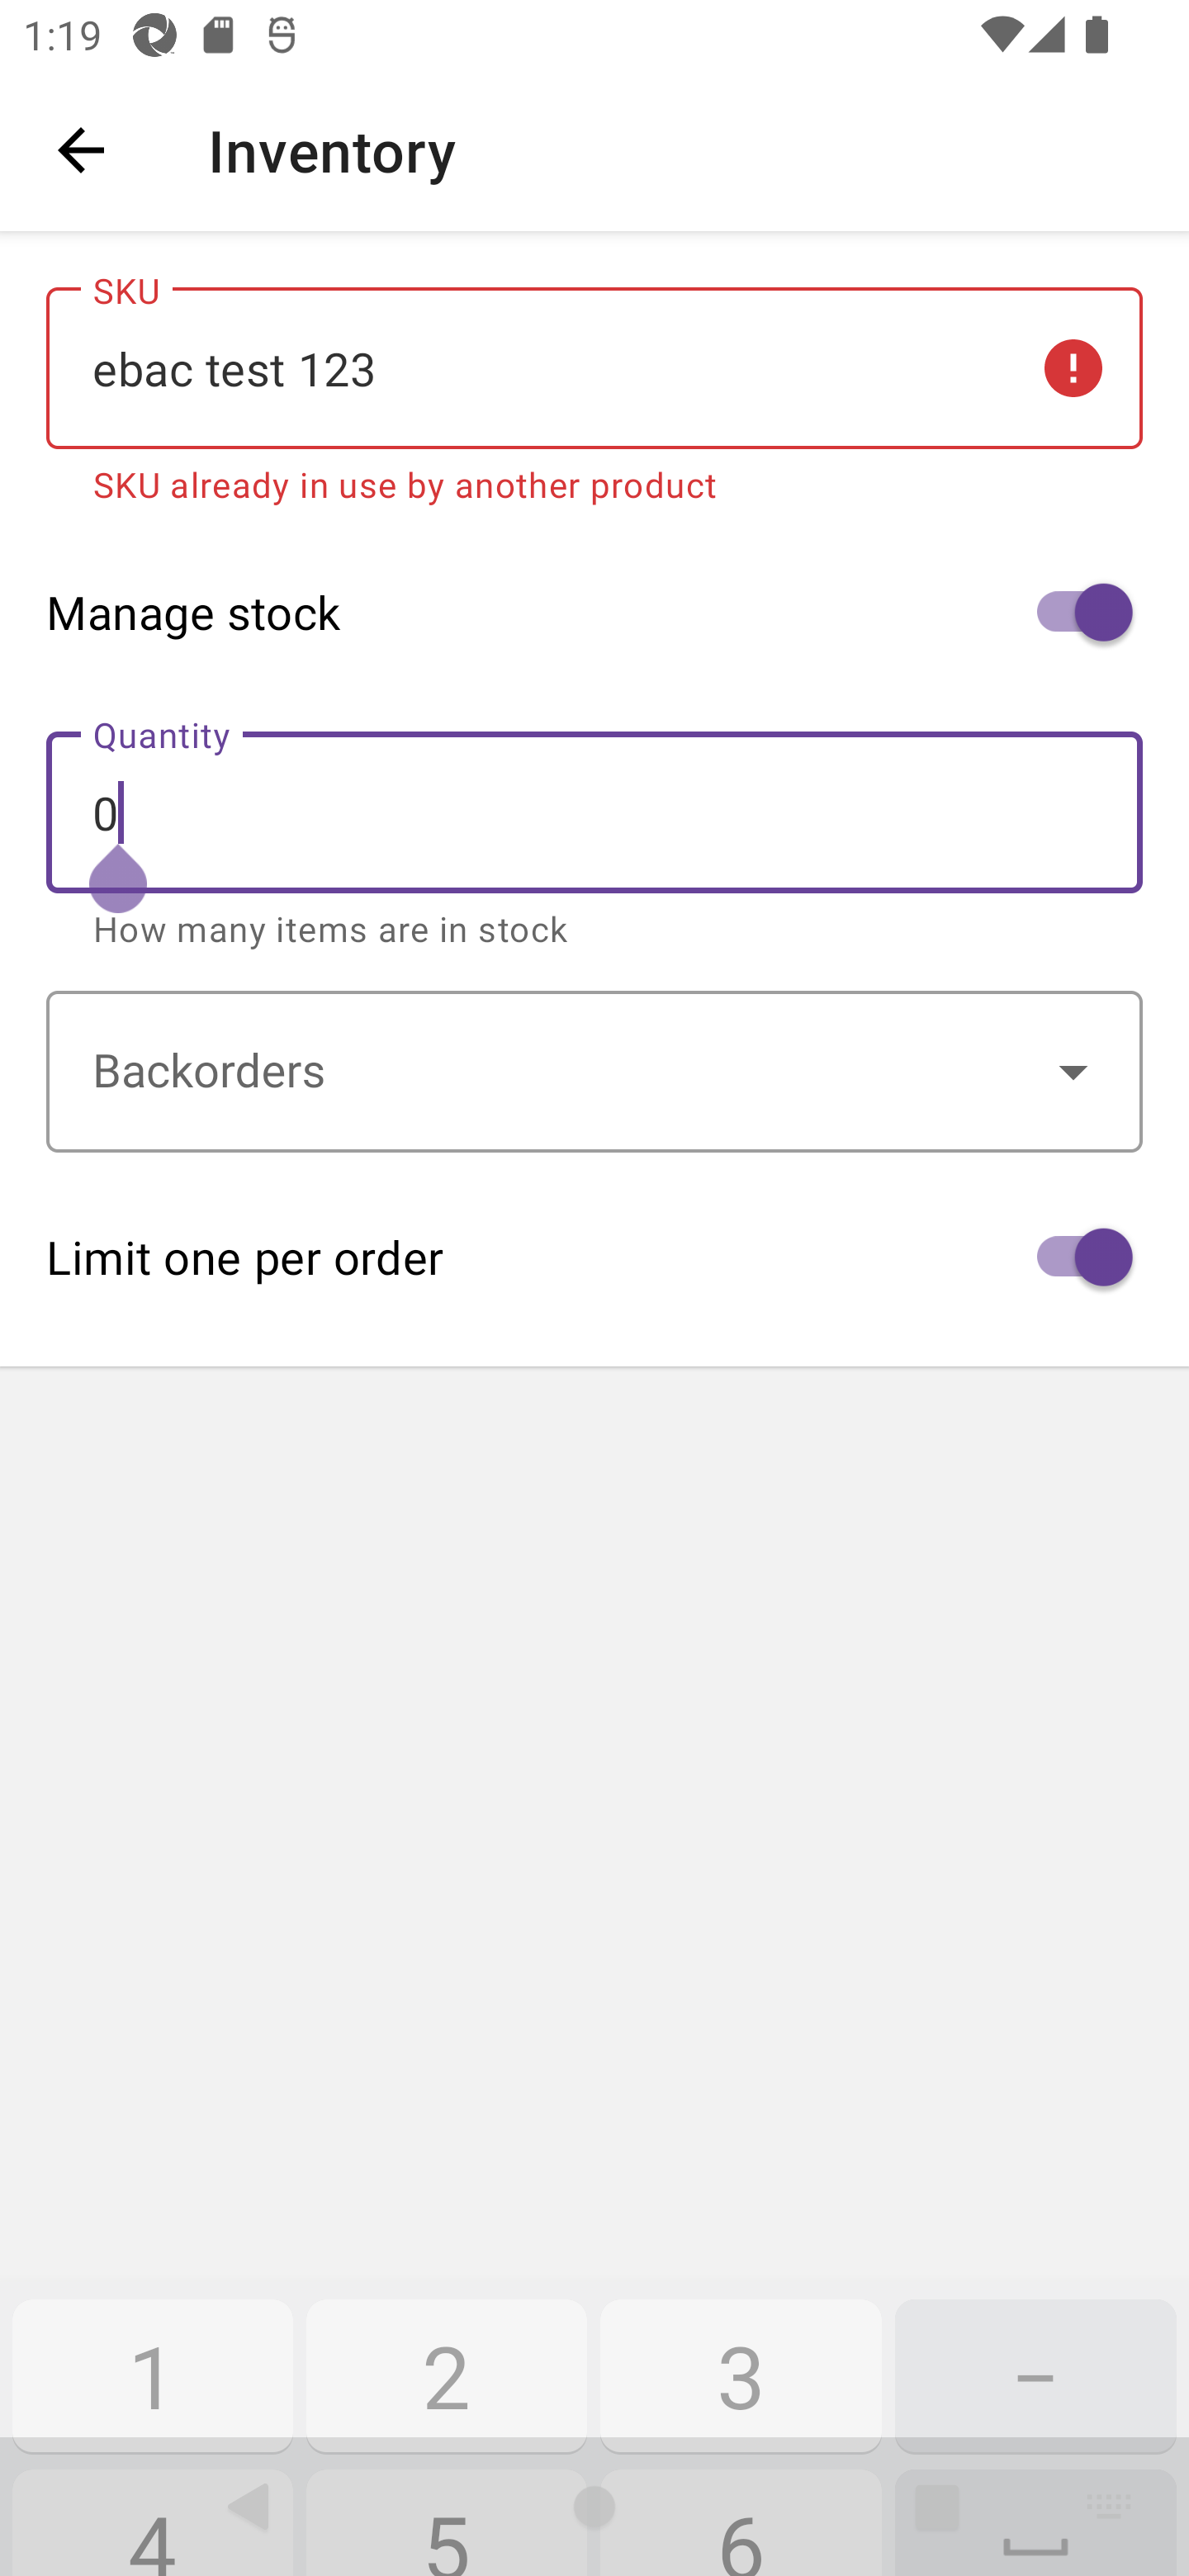 1:19
Inventory
SKU
ebac test 123
SKU already in use by another product
Manage stock
Quantity
0
How many items are in stock
Backorders
Limit one per order
1 2 3 –
4 5 6